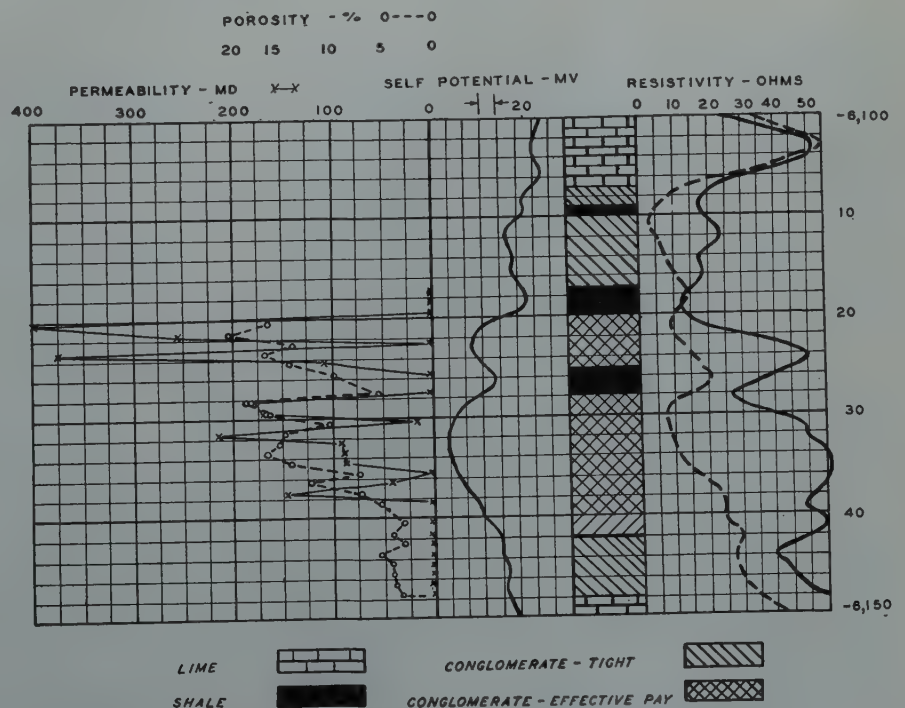 POROSITY - % O---O
20 15 10 5 0
PERMEABILITY - MD X—X
SELF POTENTIAL - MV
20
RESISTIVITY - OHMS
400 300 200 100 0
0 10 20 30 40 50
-6,100
10
20
30
40
-6,150
LIME
CONGLOMERATE - TIGHT
SHALE
CONGLOMERATE - EFFECTIVE PAY